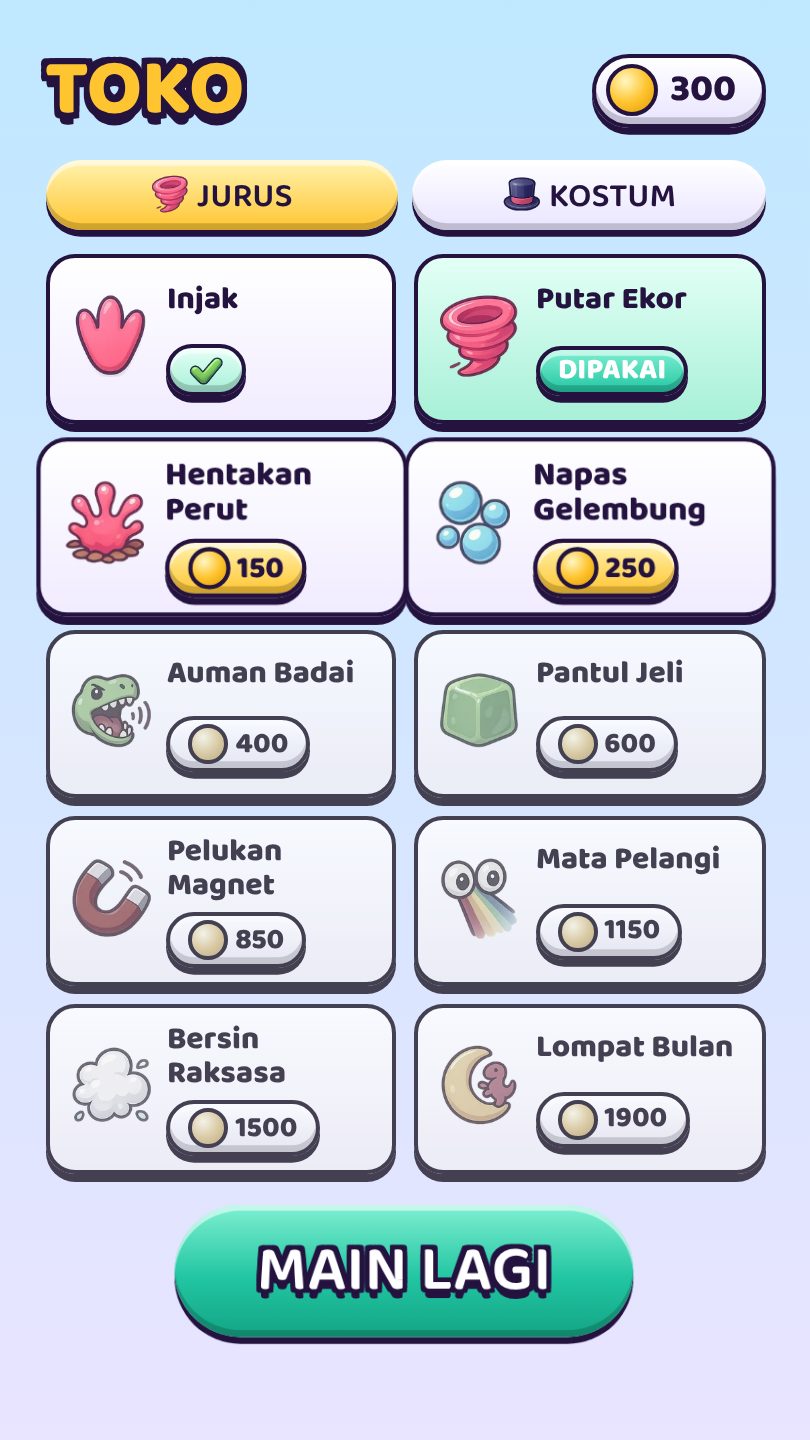 TOKO
300
JURUS
KOSTUM
Injak
Putar Ekor
DIPAKAI
Hentakan
Perut
150
Napas
Gelembung
250
Auman Badai
400
Pantul Jeli
600
Pelukan
Magnet
850
Mata Pelangi
1150
Bersin
Raksasa
1500
Lompat Bulan
1900
MAIN LAGI